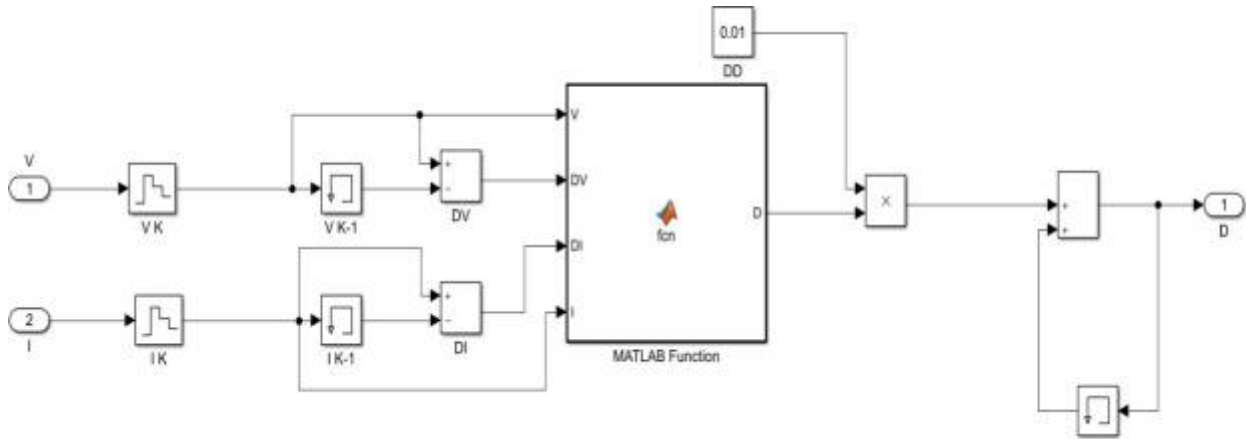 0.01
DD
V
1
V K
V K-1
+
-
DV
V
DV
DI
I
D
fcn
MATLAB Function
×
+
+
1
D
2
I
I K
I K-1
+
-
DI